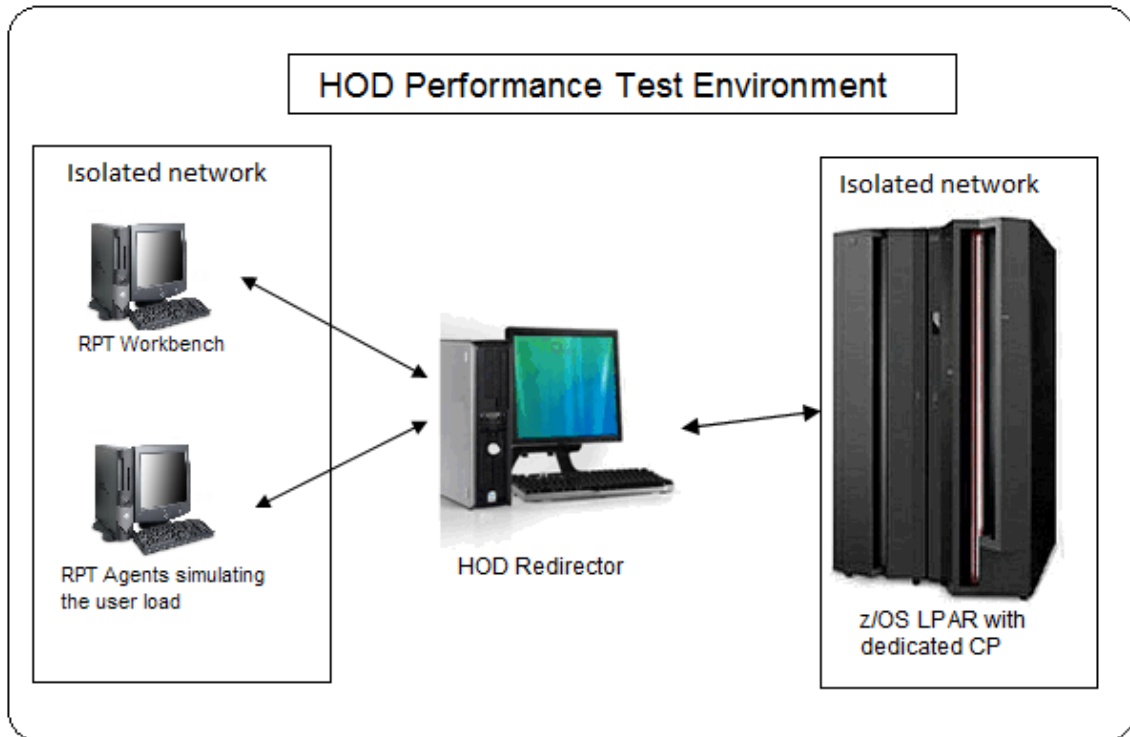 HOD Performance Test Environment
Isolated network
RPT Workbench
RPT Agents simulating
the user load
HOD Redirector
Isolated network
z/OS LPAR with
dedicated CP